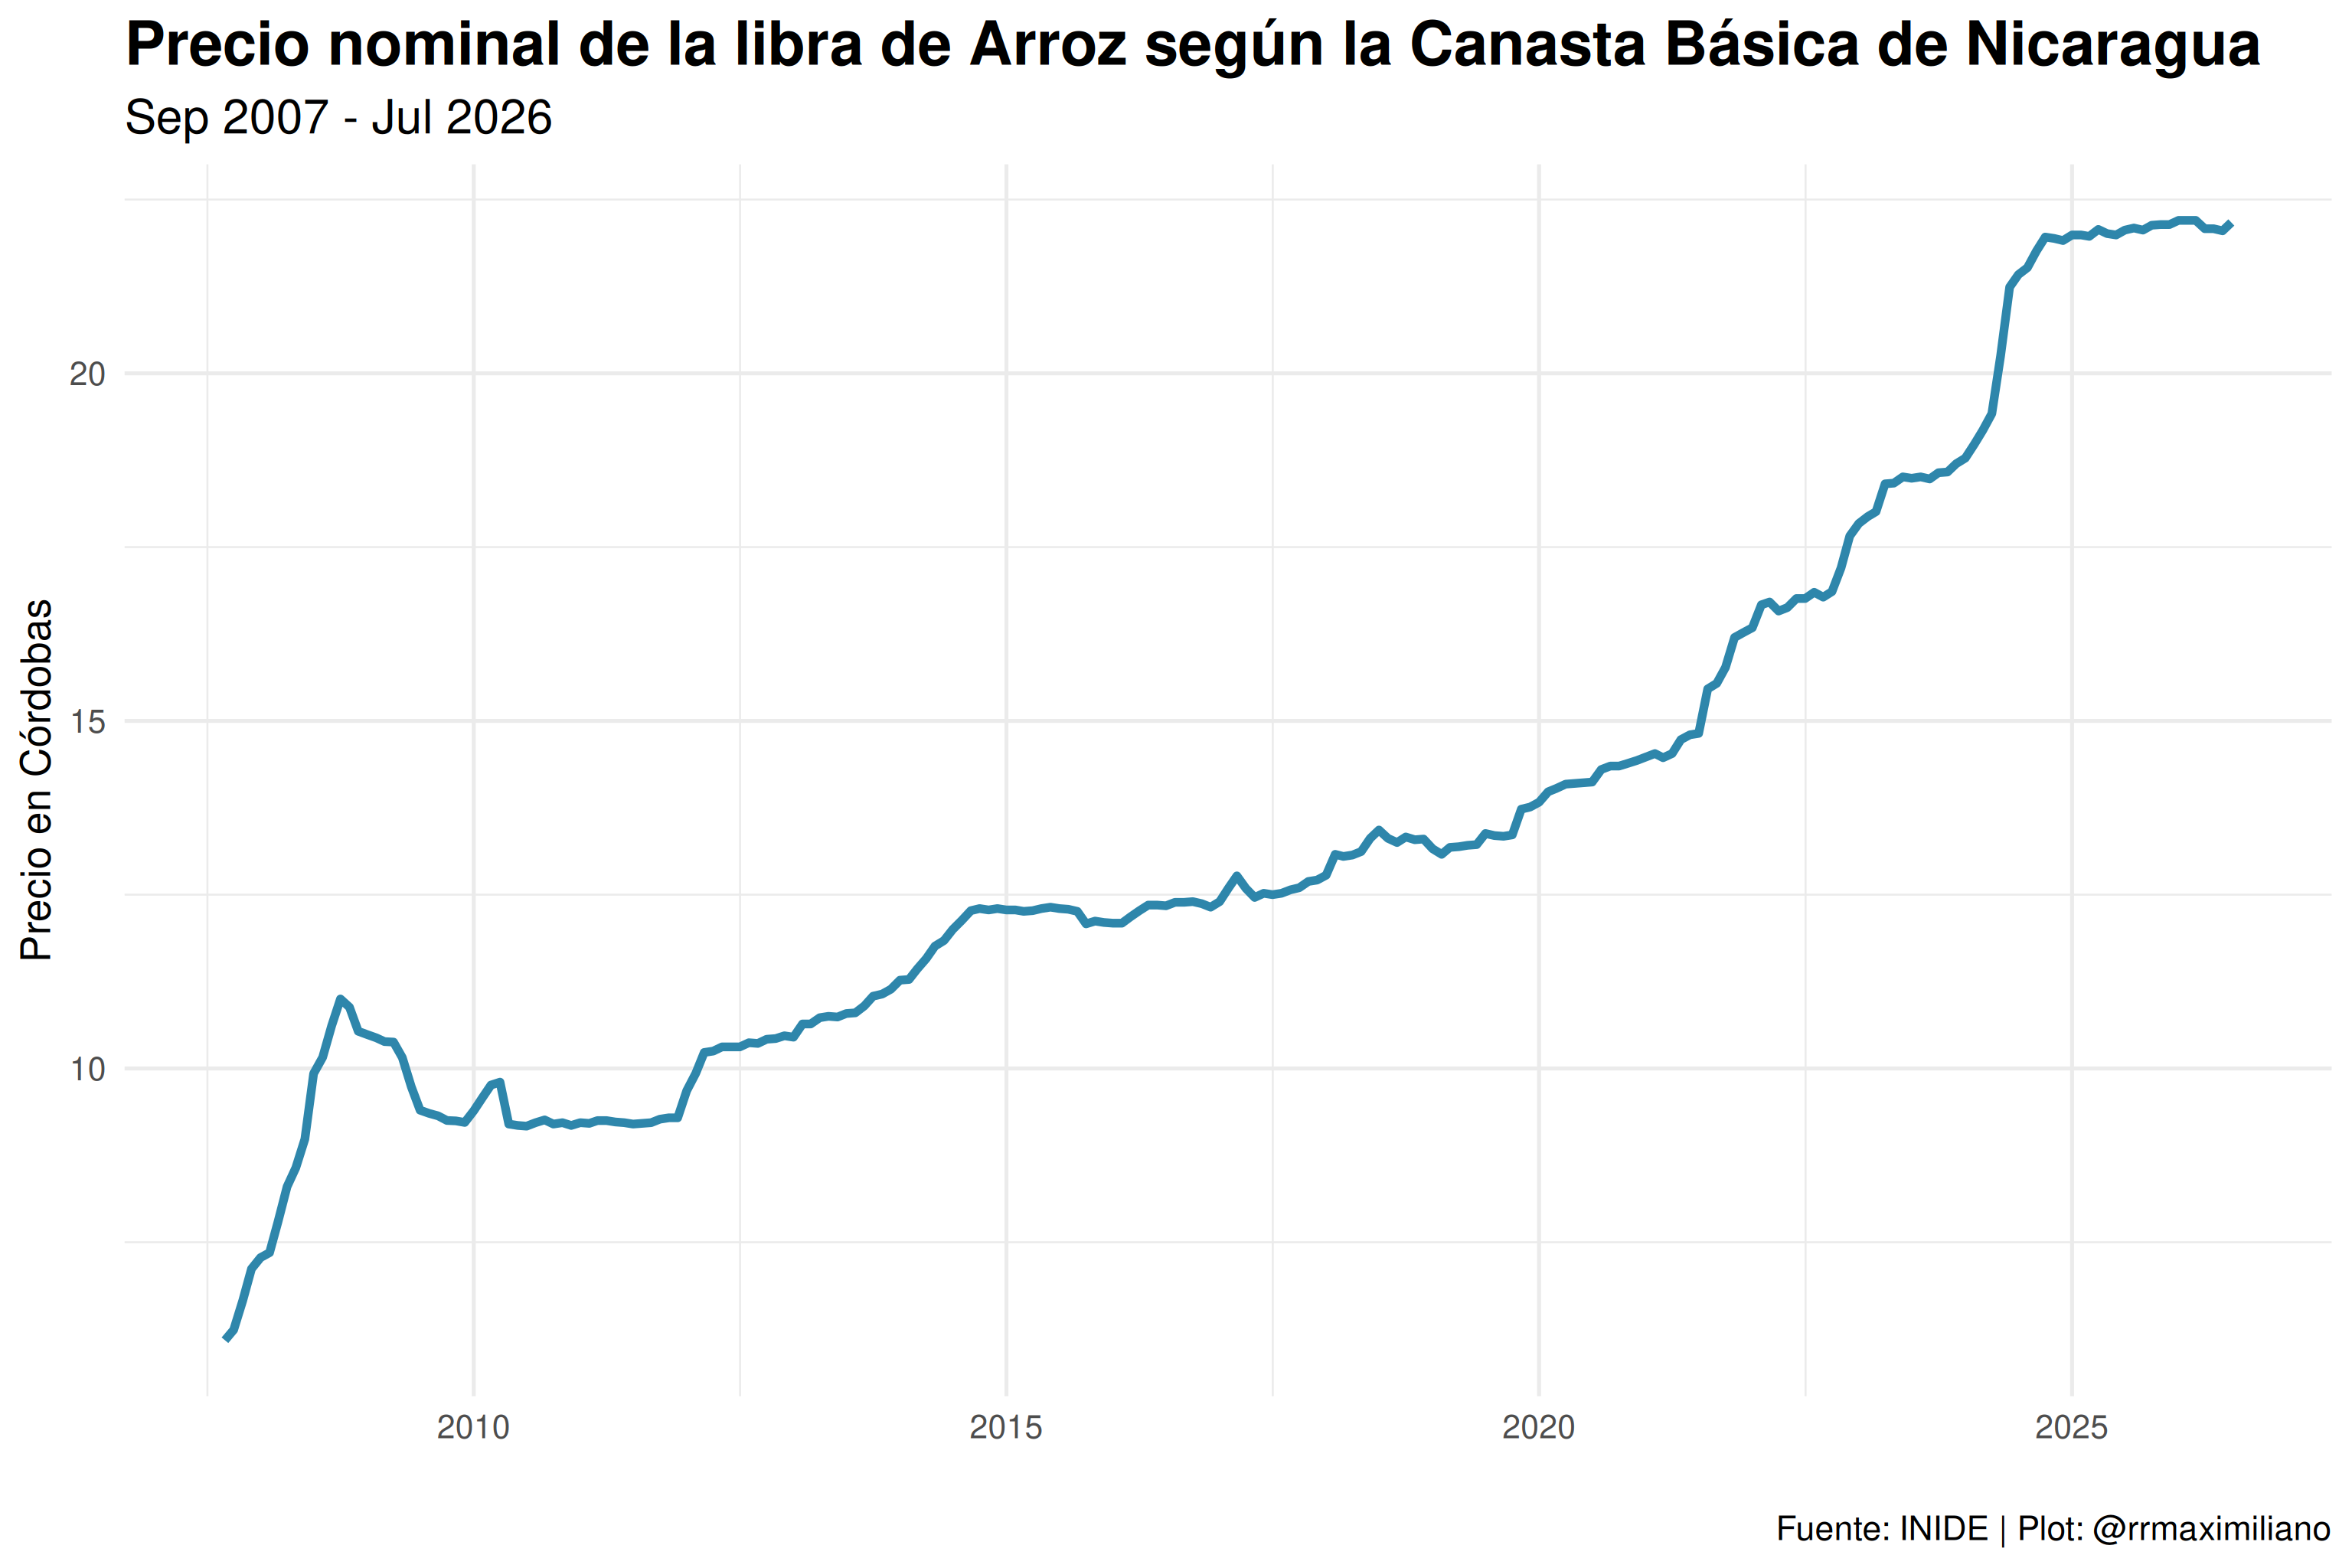 Precio nominal de la libra de Arroz según la Canasta Básica de Nicaragua
Sep 2007 - Jul 2026
Precio en Córdobas
20
15
10
2010
2015
2020
2025
Fuente: INIDE | Plot: @rrmaximiliano